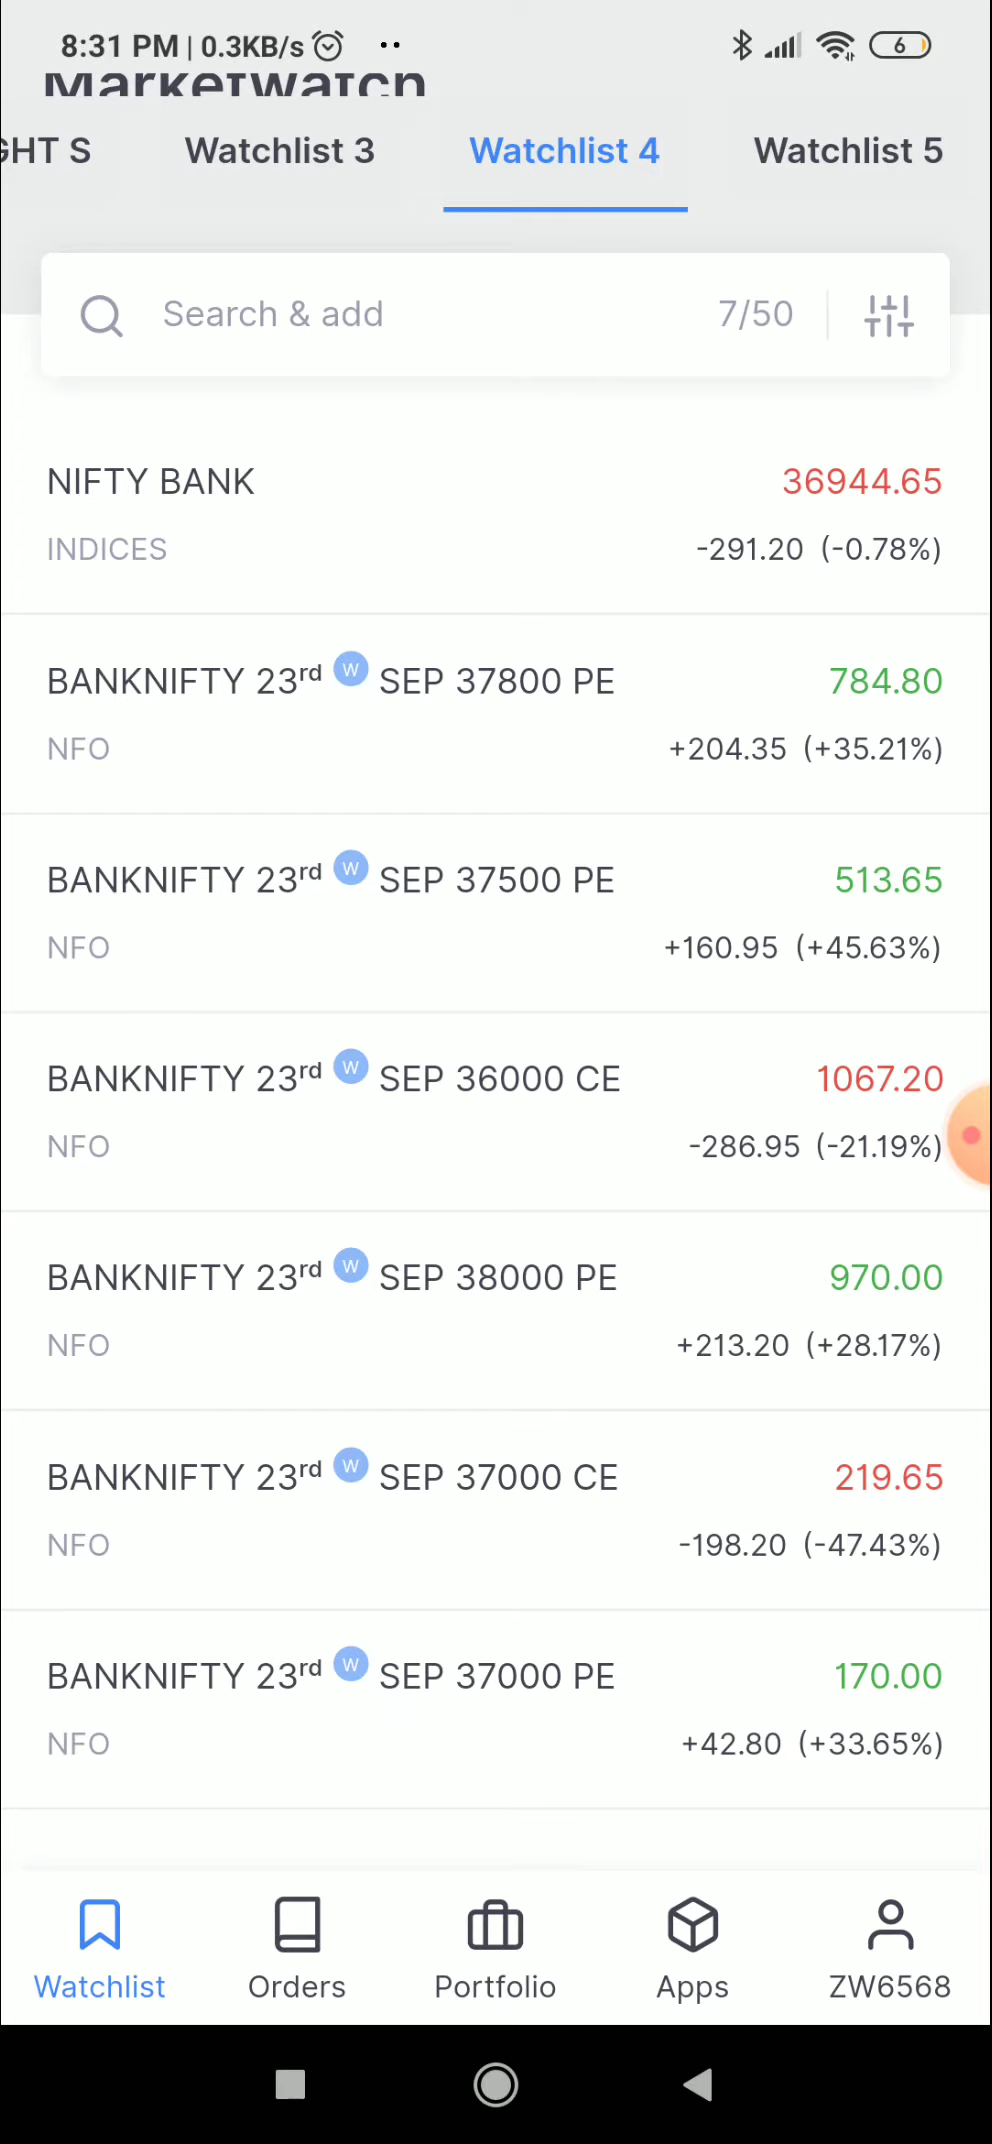 8:31 PM | 0.3KB/s
6
Marketwatch
GHT S Watchlist 3 Watchlist 4 Watchlist 5
Search & add 7/50
NIFTY BANK 36944.65
INDICES -291.20 (-0.78%)
BANKNIFTY 23rd W SEP 37800 PE 784.80
NFO +204.35 (+35.21%)
BANKNIFTY 23rd W SEP 37500 PE 513.65
NFO +160.95 (+45.63%)
BANKNIFTY 23rd W SEP 36000 CE 1067.20
NFO -286.95 (-21.19%)
BANKNIFTY 23rd W SEP 38000 PE 970.00
NFO +213.20 (+28.17%)
BANKNIFTY 23rd W SEP 37000 CE 219.65
NFO -198.20 (-47.43%)
BANKNIFTY 23rd W SEP 37000 PE 170.00
NFO +42.80 (+33.65%)
Watchlist Orders Portfolio Apps ZW6568